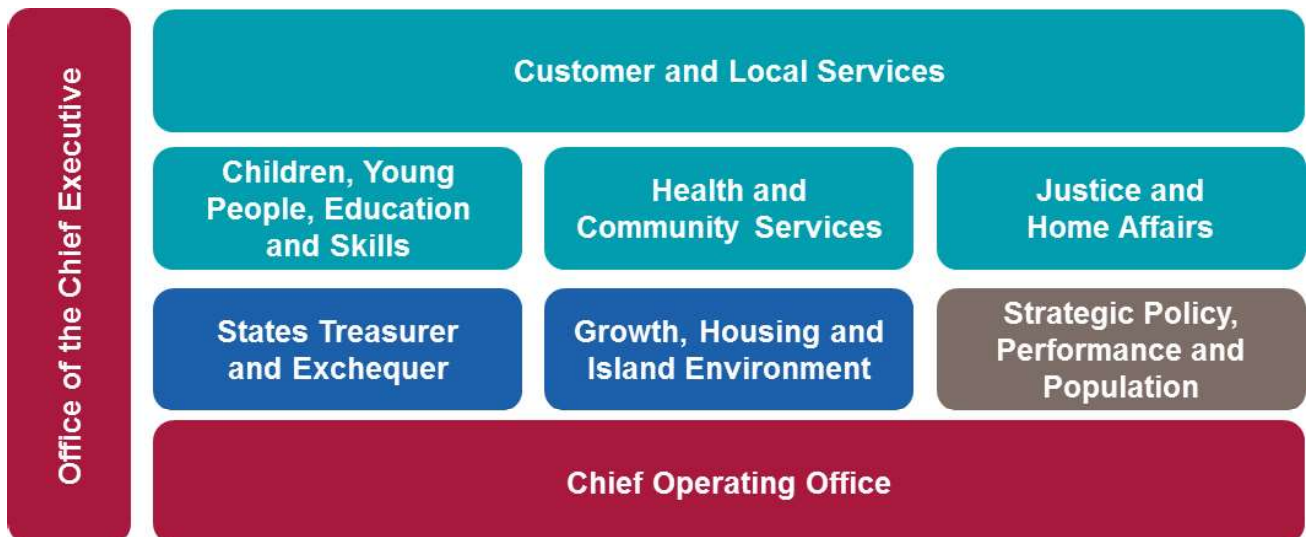 Office of the Chief Executive
Customer and Local Services
Children, Young
People, Education
and Skills
Health and
Community Services
Justice and
Home Affairs
States Treasurer
and Exchequer
Growth, Housing and
Island Environment
Strategic Policy,
Performance and
Population
Chief Operating Office